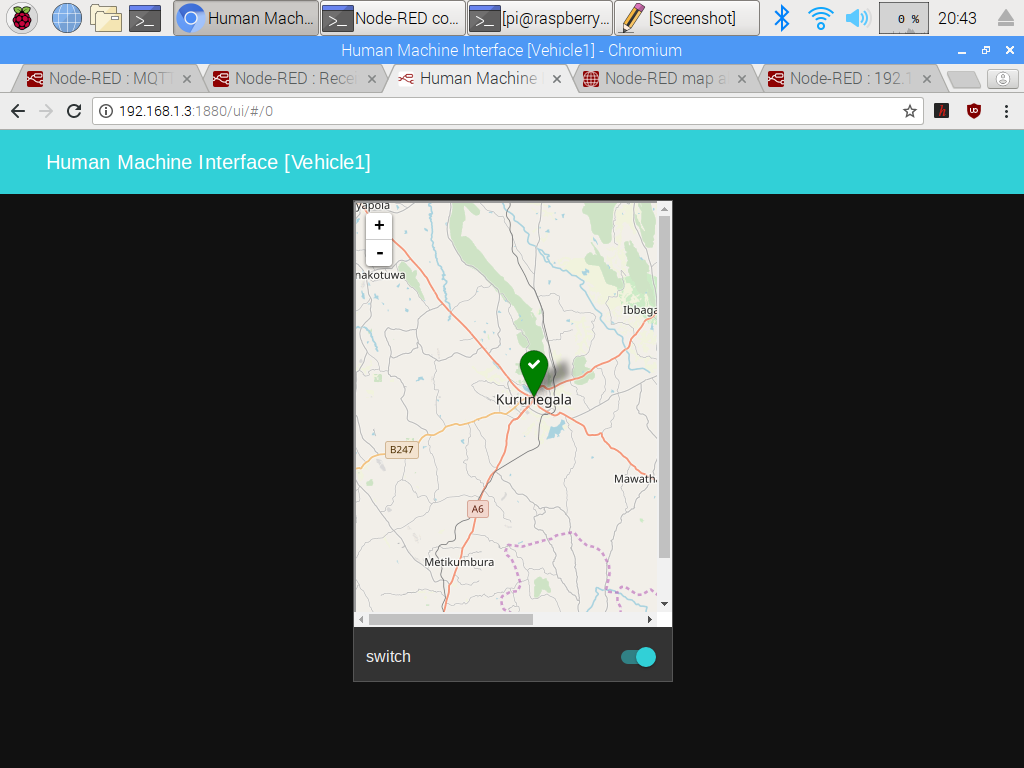 Human Mach... Node-RED co... [pi@raspberry... [Screenshot] 0 % 20:43
Human Machine Interface [Vehicle1] - Chromium
Node-RED : MQTT Node-RED : Recei Human Machine I Node-RED map a Node-RED : 192.1
192.168.1.3:1880/ui/#/0
Human Machine Interface [Vehicle1]
yapola
+
-
nakotuwa
Ibbaga
Kurunegala
B247
Mawatha
A6
Metikumbura
switch